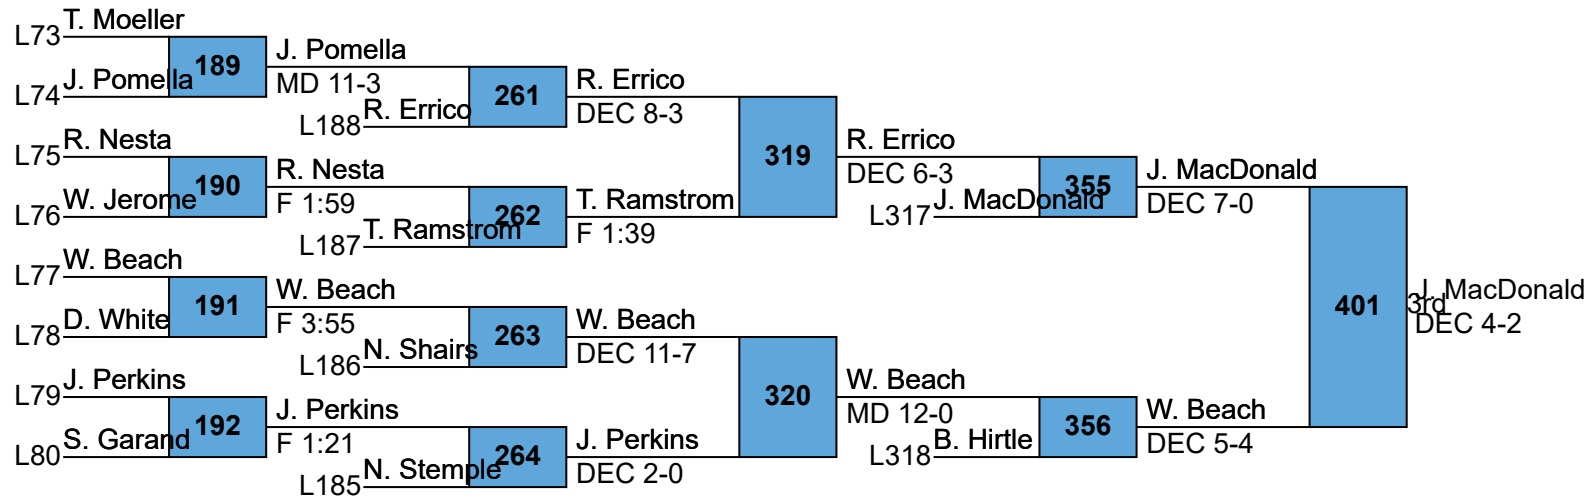 L73 T. Moeller
189
L74 J. Pomella
J. Pomella
MD 11-3
261
L188 R. Errico
R. Errico
DEC 8-3
L75 R. Nesta
190
L76 W. Jerome
R. Nesta
F 1:59
262
L187 T. Ramstrom
T. Ramstrom
F 1:39
319
R. Errico
DEC 6-3
355
L317 J. MacDonald
J. MacDonald
DEC 7-0
L77 W. Beach
191
L78 D. White
W. Beach
F 3:55
263
L186 N. Shairs
W. Beach
DEC 11-7
L79 J. Perkins
192
L80 S. Garand
J. Perkins
F 1:21
264
L185 N. Stemple
J. Perkins
DEC 2-0
320
W. Beach
MD 12-0
356
L318 B. Hirtle
W. Beach
DEC 5-4
401
J. MacDonald
3rd
DEC 4-2